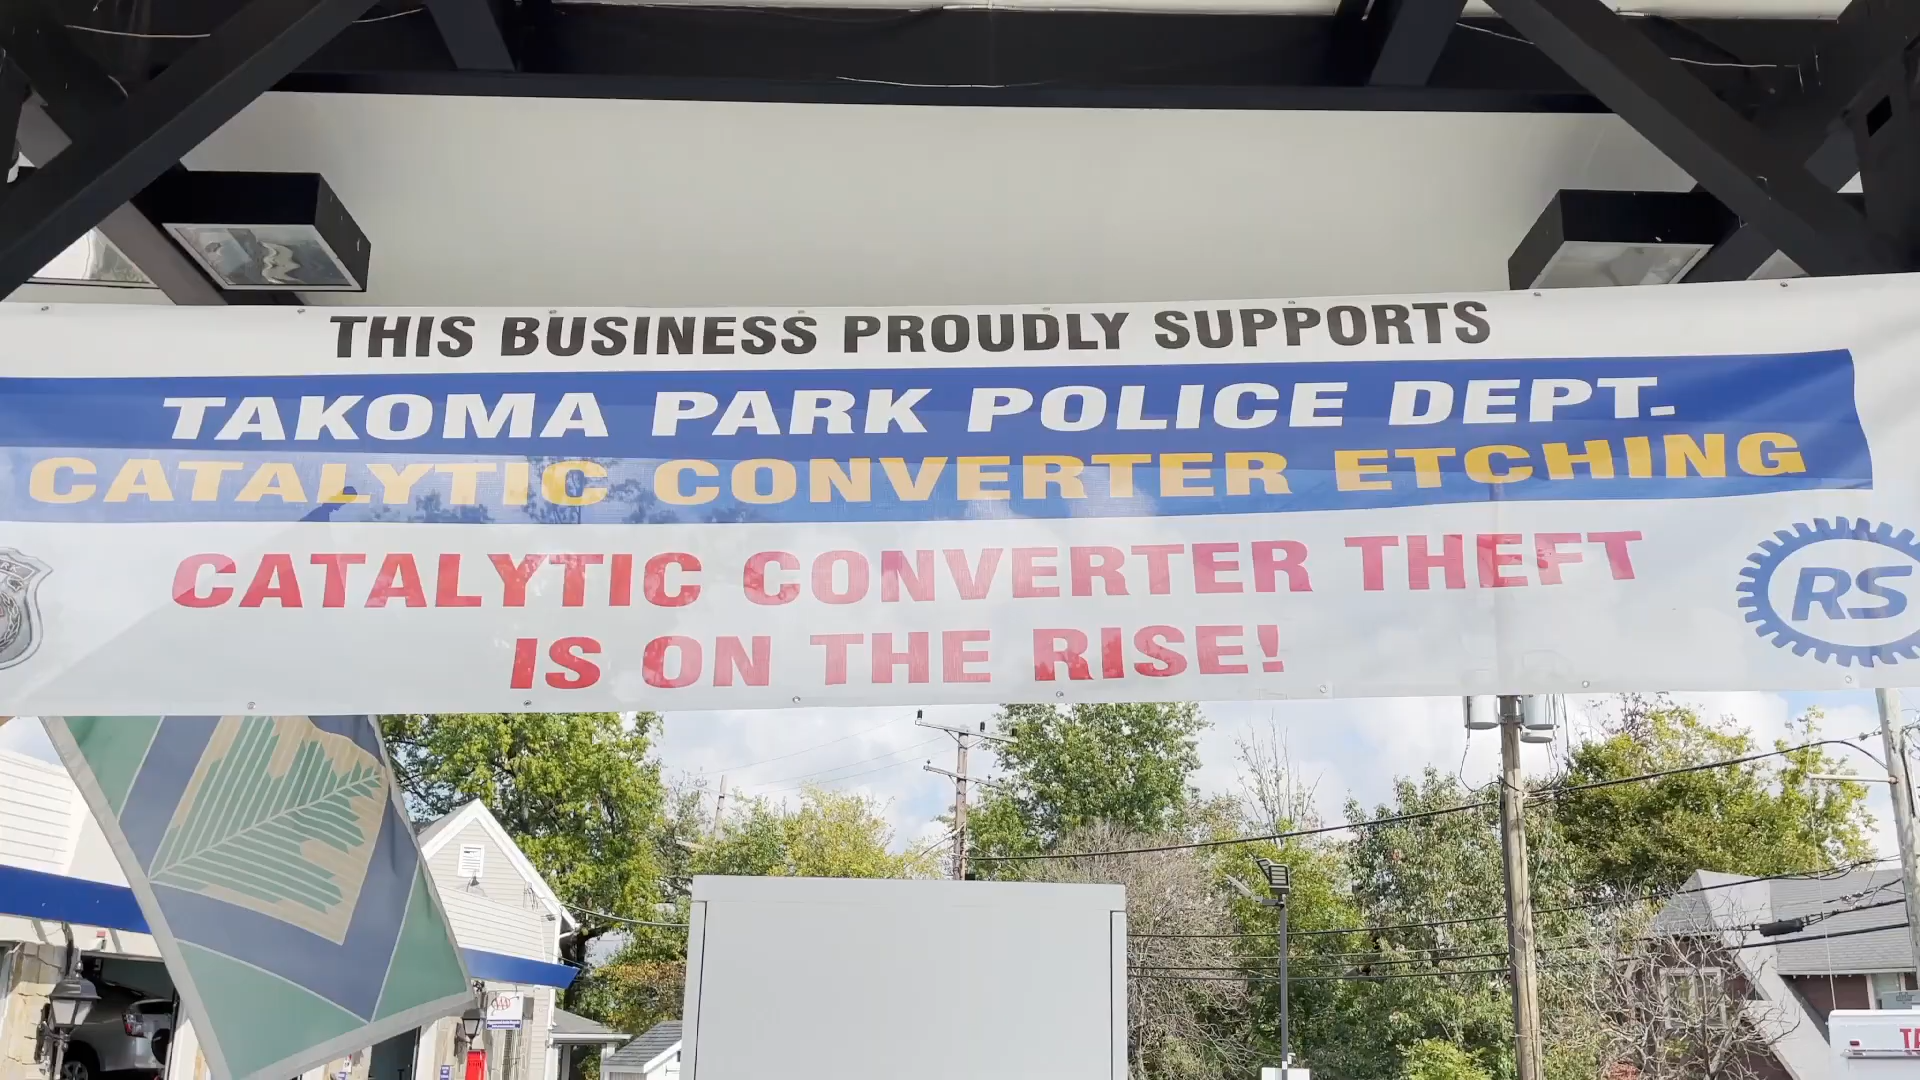 THIS BUSINESS PROUDLY SUPPORTS
TAKOMA PARK POLICE DEPT.
CATALYTIC CONVERTER ETCHING
CATALYTIC CONVERTER THEFT
IS ON THE RISE!
RS